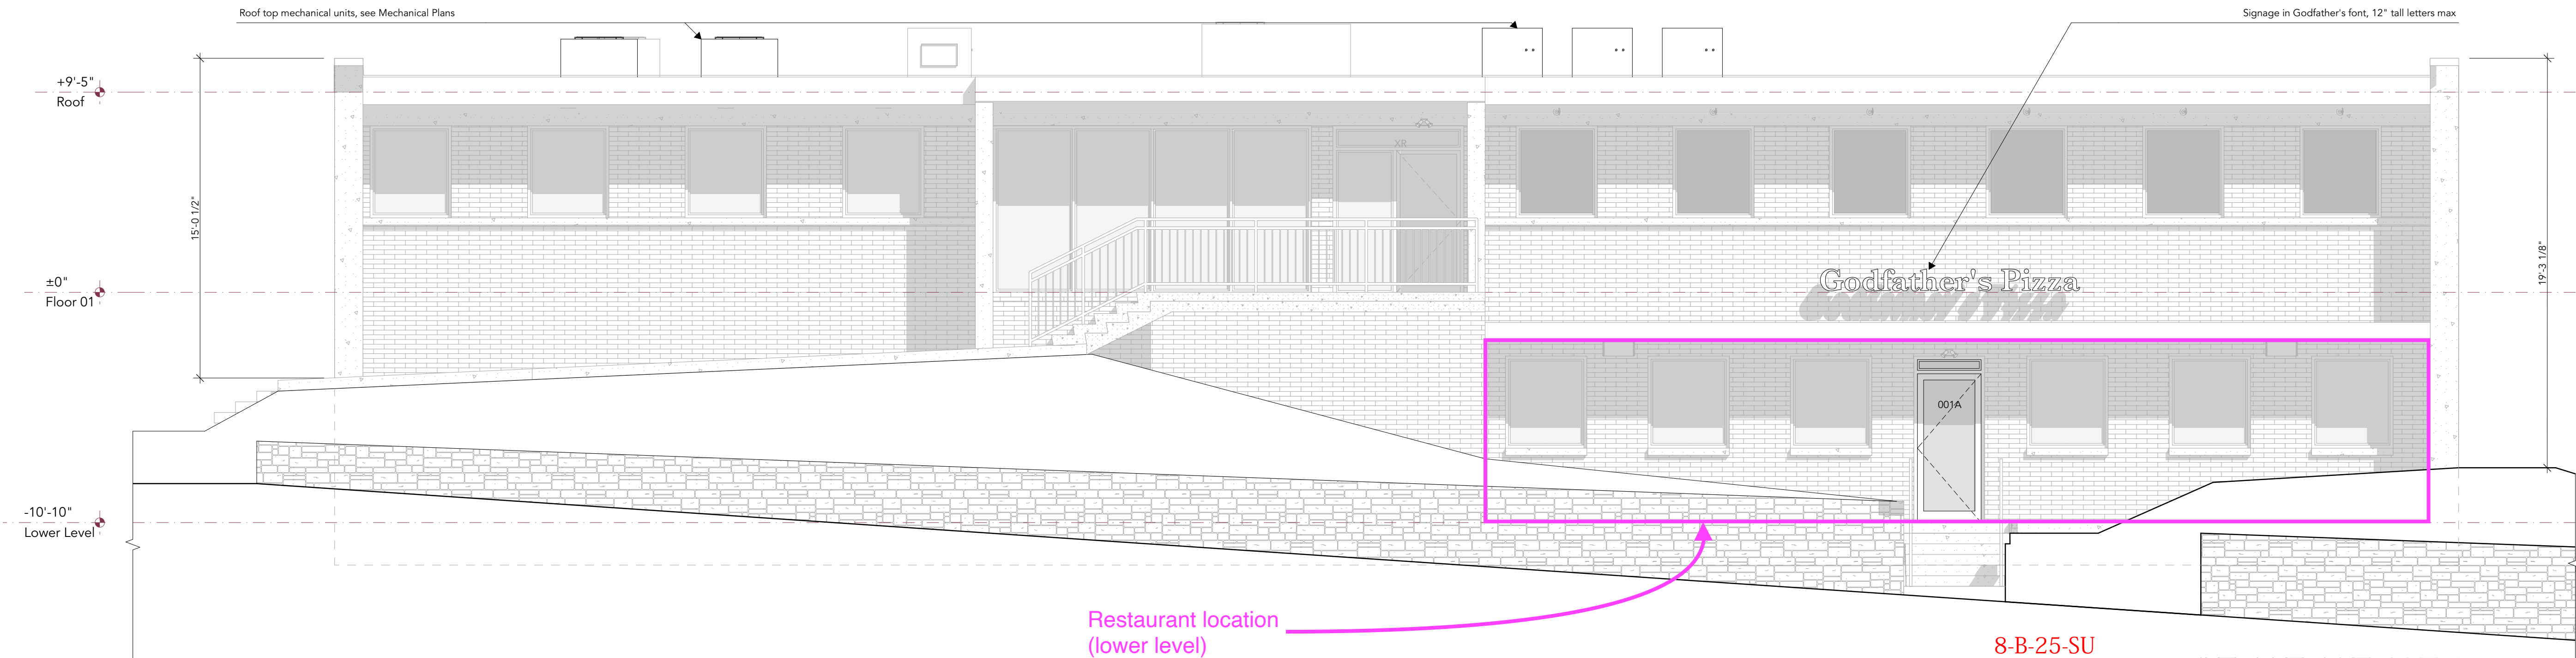 Roof top mechanical units, see Mechanical Plans
Signage in Godfather's font, 12" tall letters max
+9'-5"
Roof
15'-0 1/2"
XR
±0"
Floor 01
Godfather's Pizza
19'-3 1/8"
001A
-10'-10"
Lower Level
Restaurant location
(lower level)
8-B-25-SU